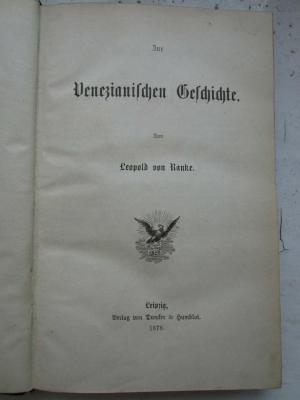 Zur
Venezianischen Geschichte.
Von
Leopold von Ranke.
Leipzig,
Verlag von Duncker & Humblot.
1878.